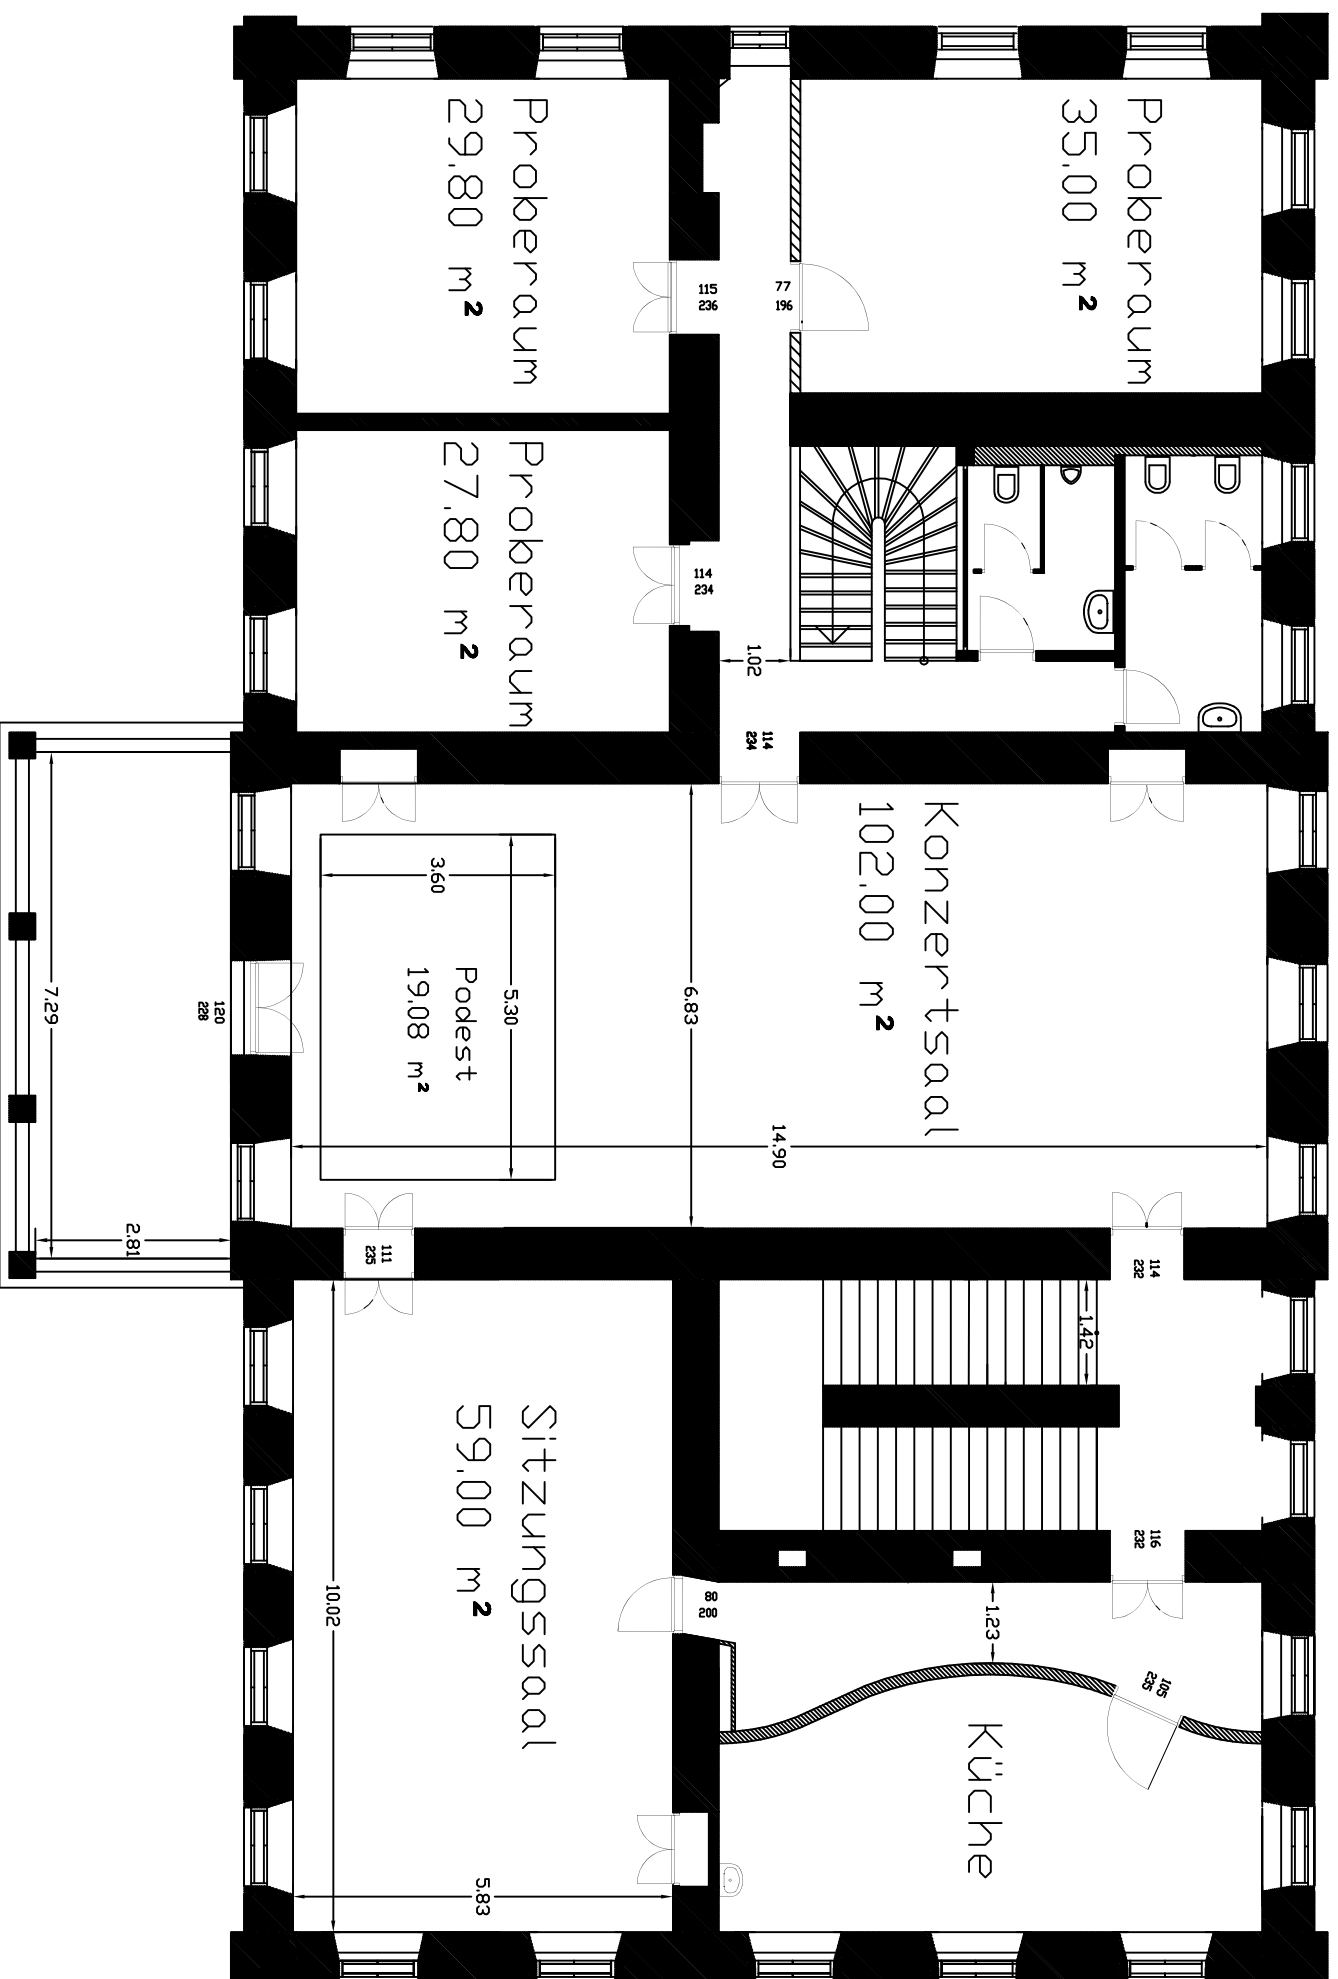 Proberaum
29.80 m²
Proberaum
35.00 m²
115
236
77
196
Proberaum
27.80 m²
114
234
1.02
114
234
Konzertsaal
102.00 m²
3.60
5.30
Podest
19.08 m²
6.83
14.90
7.29
120
228
2.81
111
235
114
232
1.42
Sitzungssaal
59.00 m²
10.02
5.83
80
200
116
232
1.23
105
235
Küche